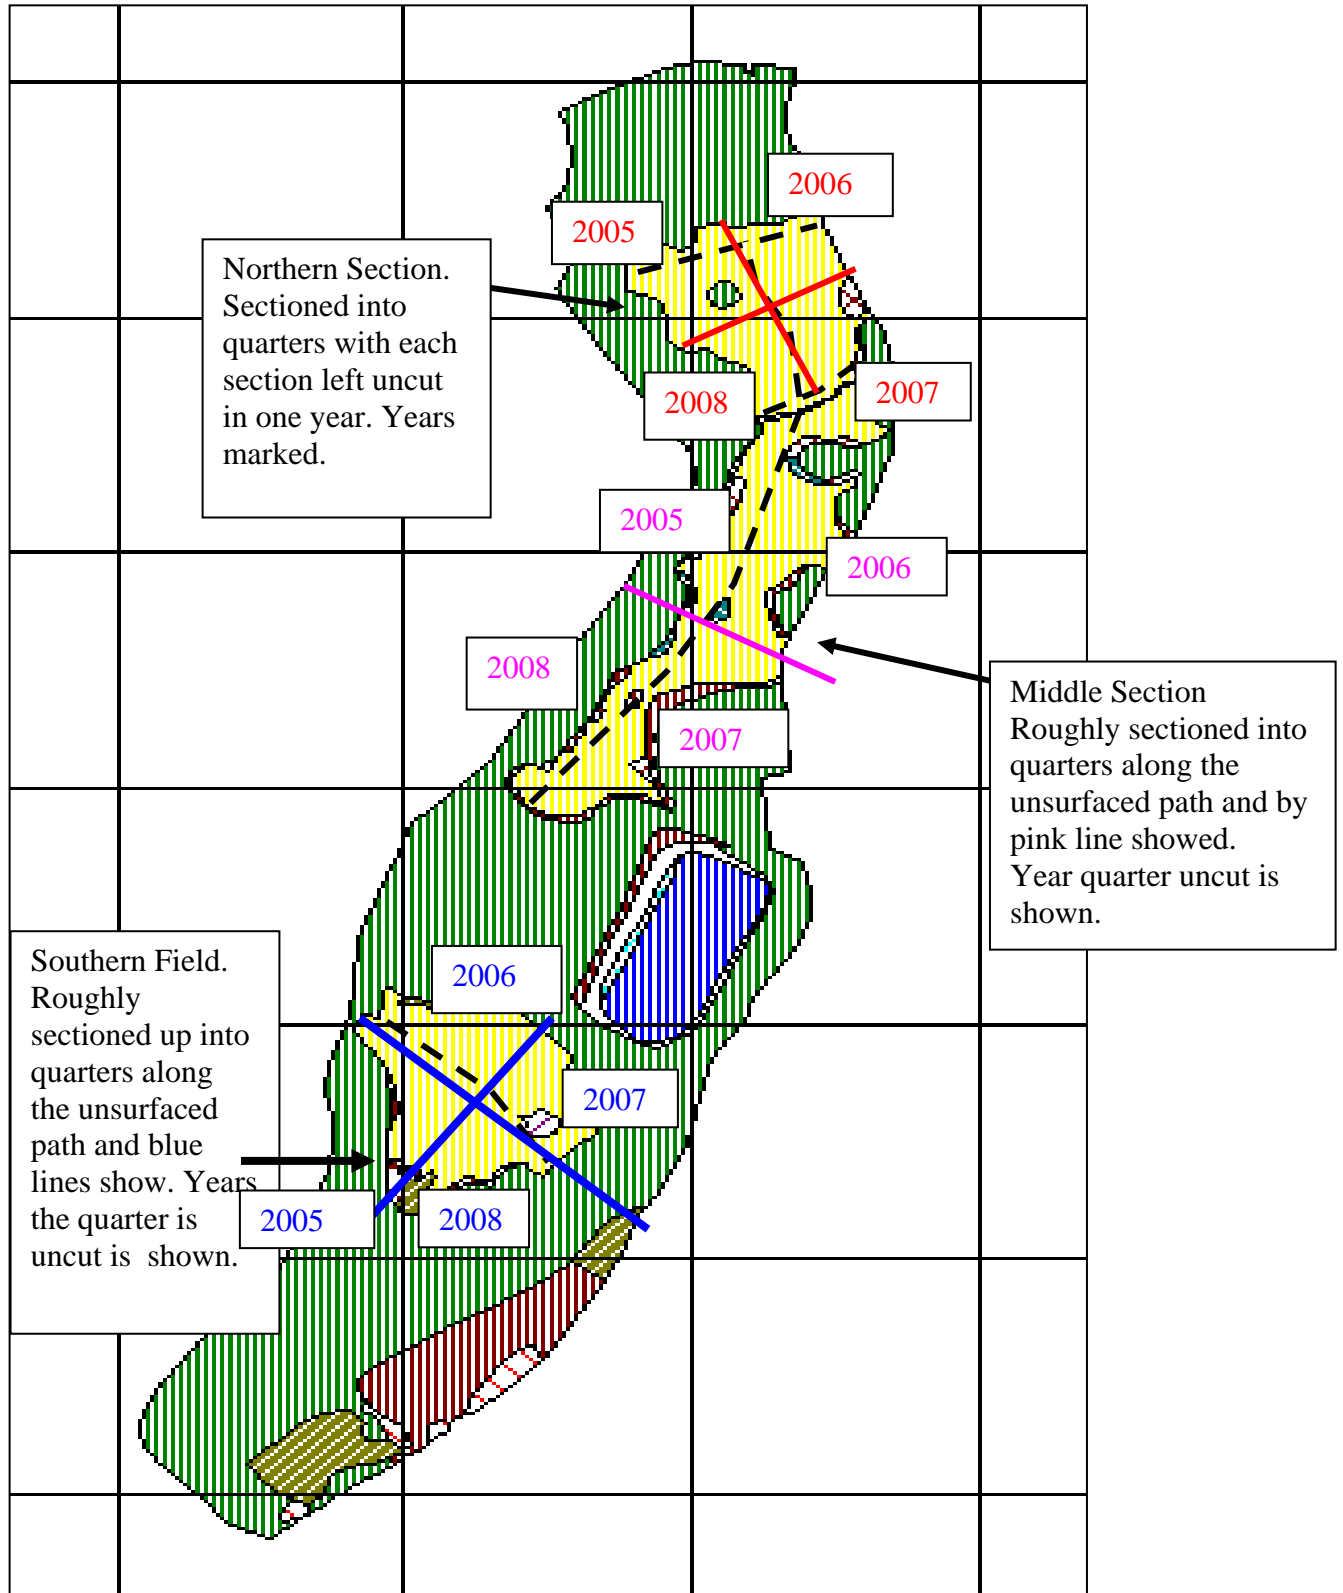 2006
2005
Northern Section.
Sectioned into
quarters with each
section left uncut
in one year. Years
marked.
2008
2007
2005
2006
2008
2007
Middle Section
Roughly sectioned into
quarters along the
unsurfaced path and by
pink line showed.
Year quarter uncut is
shown.
Southern Field.
Roughly
sectioned up into
quarters along
the unsurfaced
path and blue
lines show. Years
the quarter is
uncut is  shown.
2006
2007
2005
2008